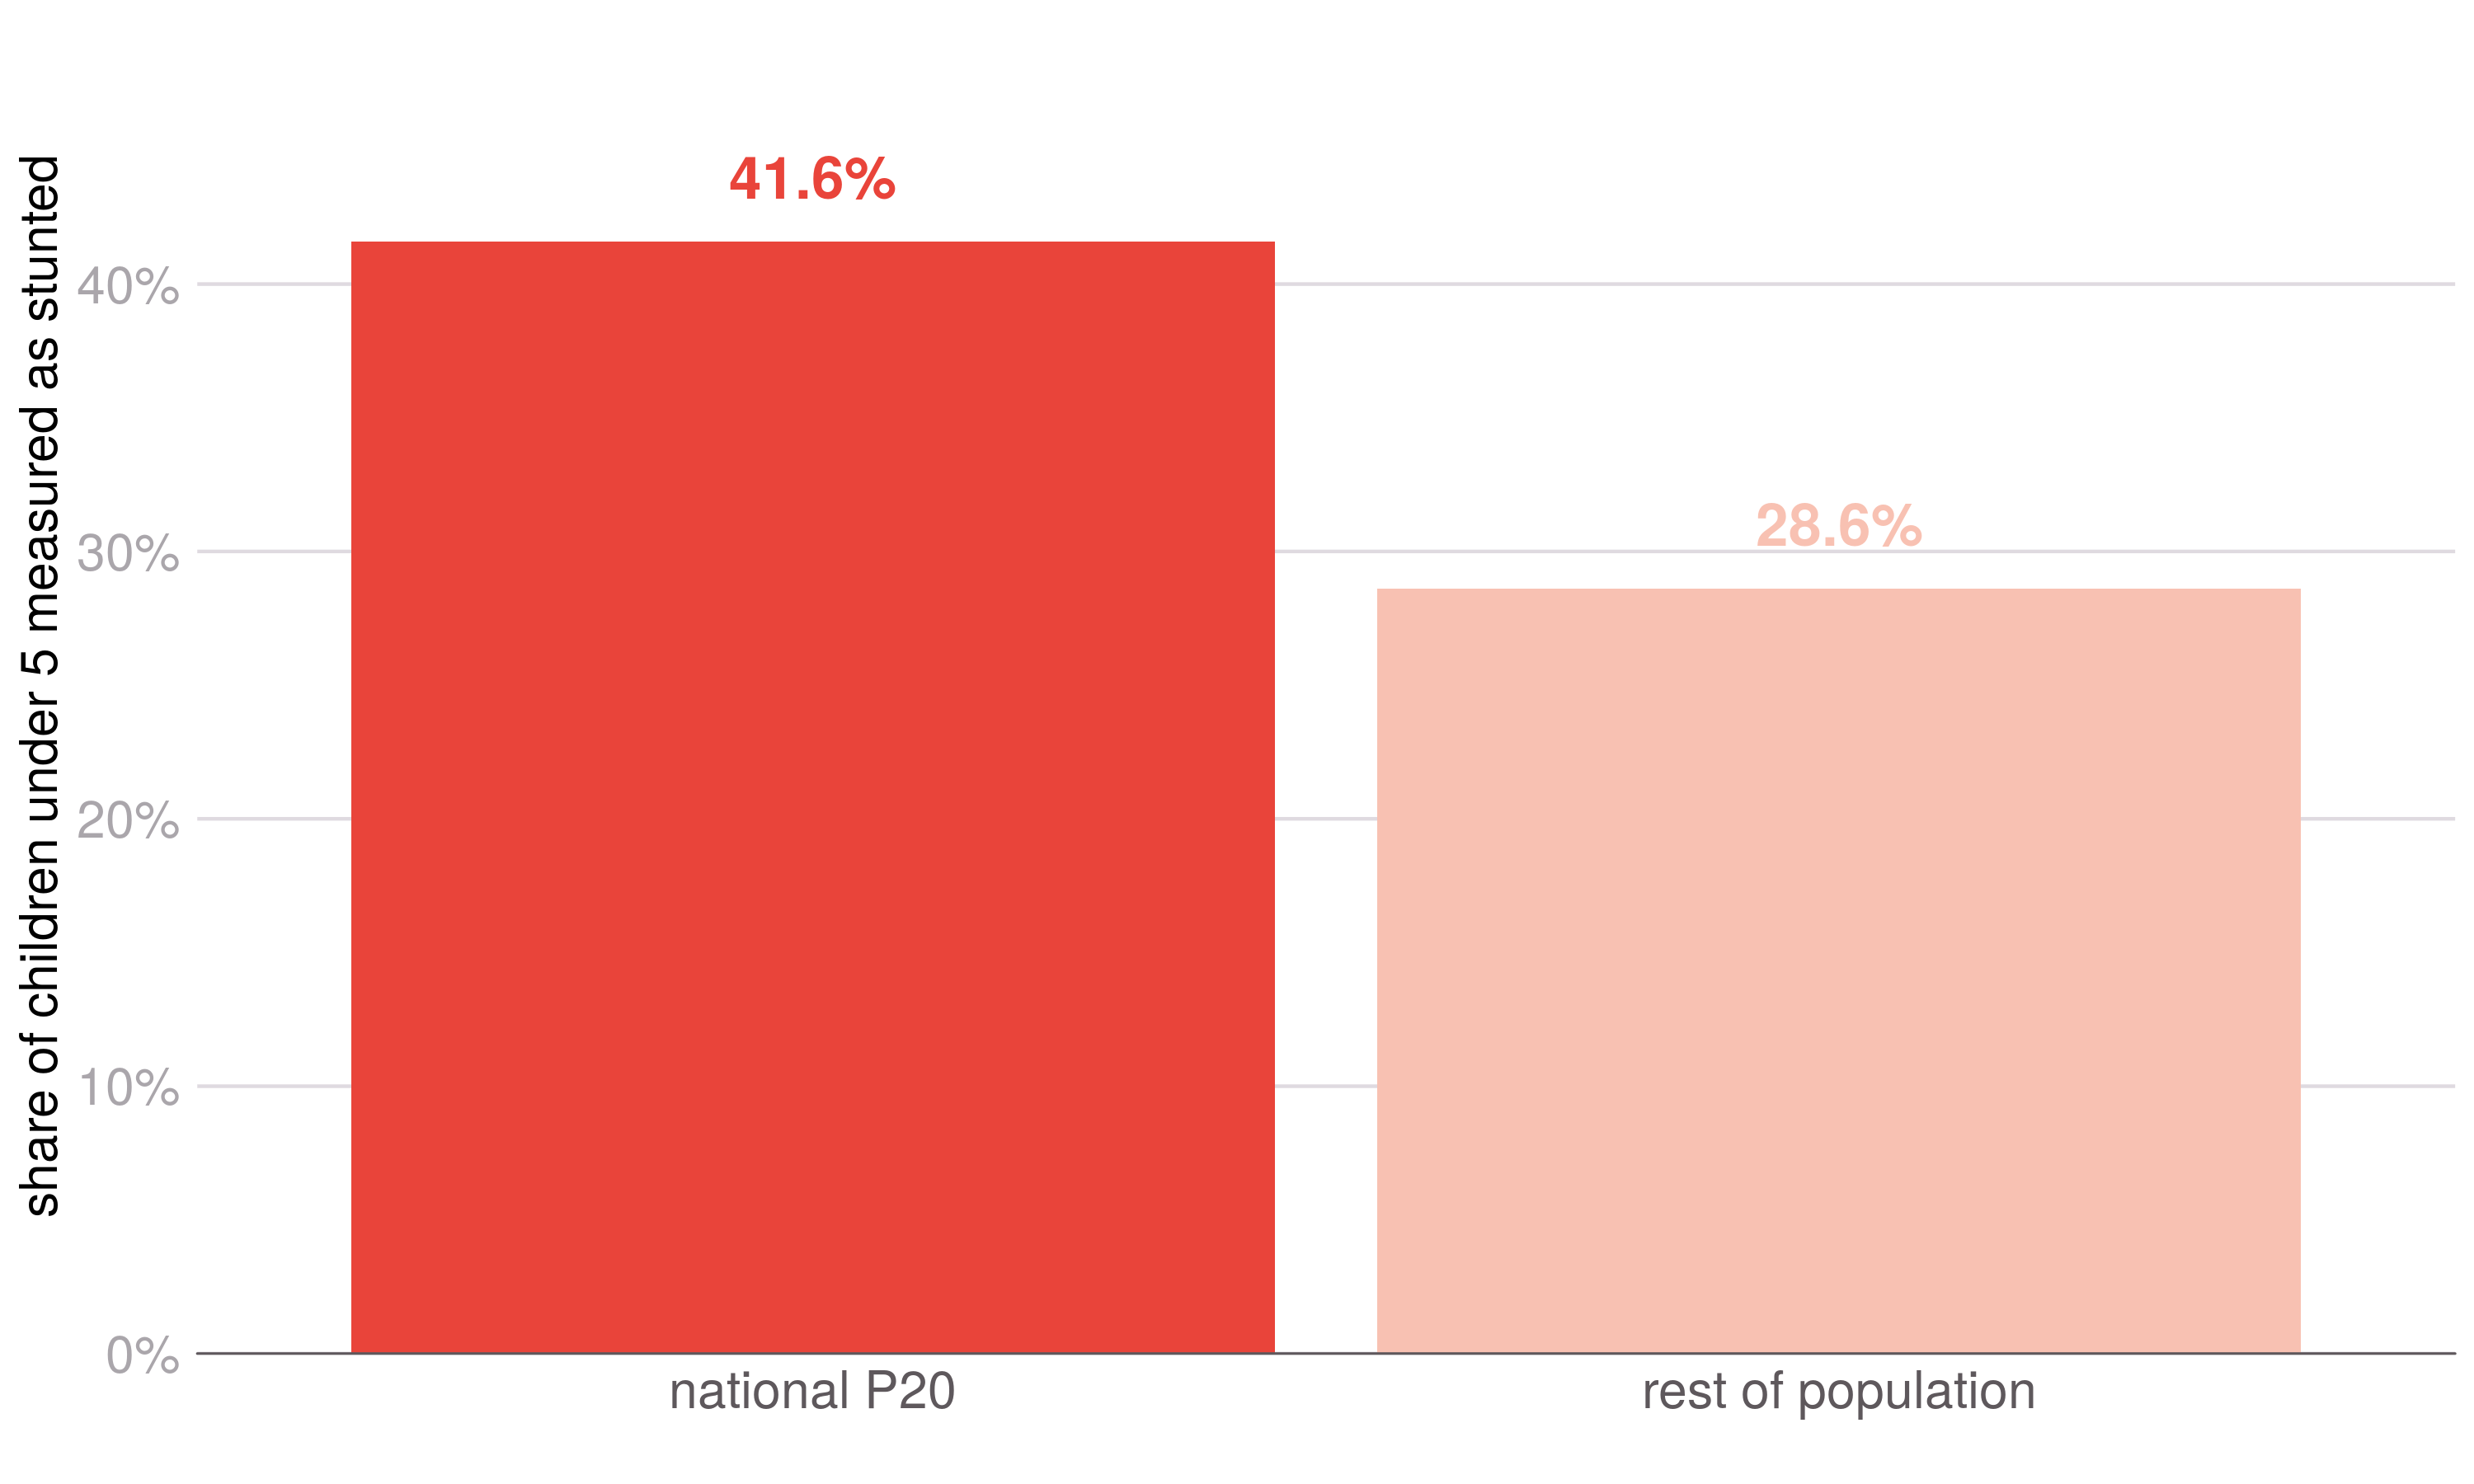 share of children under 5 measured as stunted
40%
30%
20%
10%
0%
41.6%
28.6%
national P20
rest of population